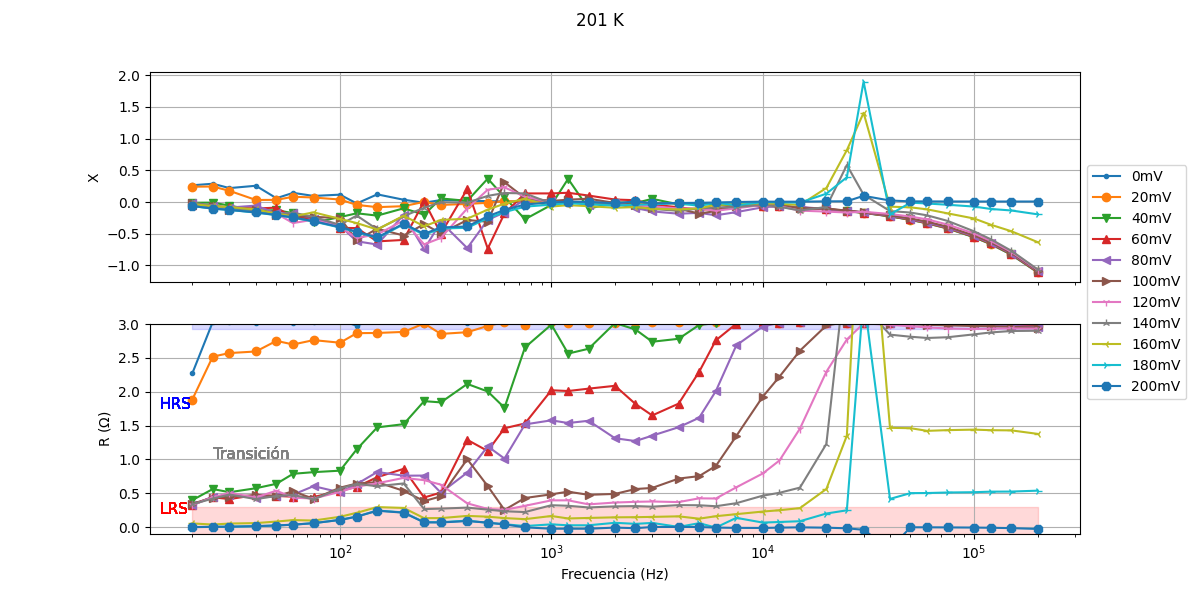 201 K
X
2.0
1.5
1.0
0.5
0.0
−0.5
−1.0
R (Ω)
3.0
2.5
2.0
1.5
1.0
0.5
0.0
HRS
Transición
LRS
10²
10³
10⁴
10⁵
Frecuencia (Hz)
0mV
20mV
40mV
60mV
80mV
100mV
120mV
140mV
160mV
180mV
200mV